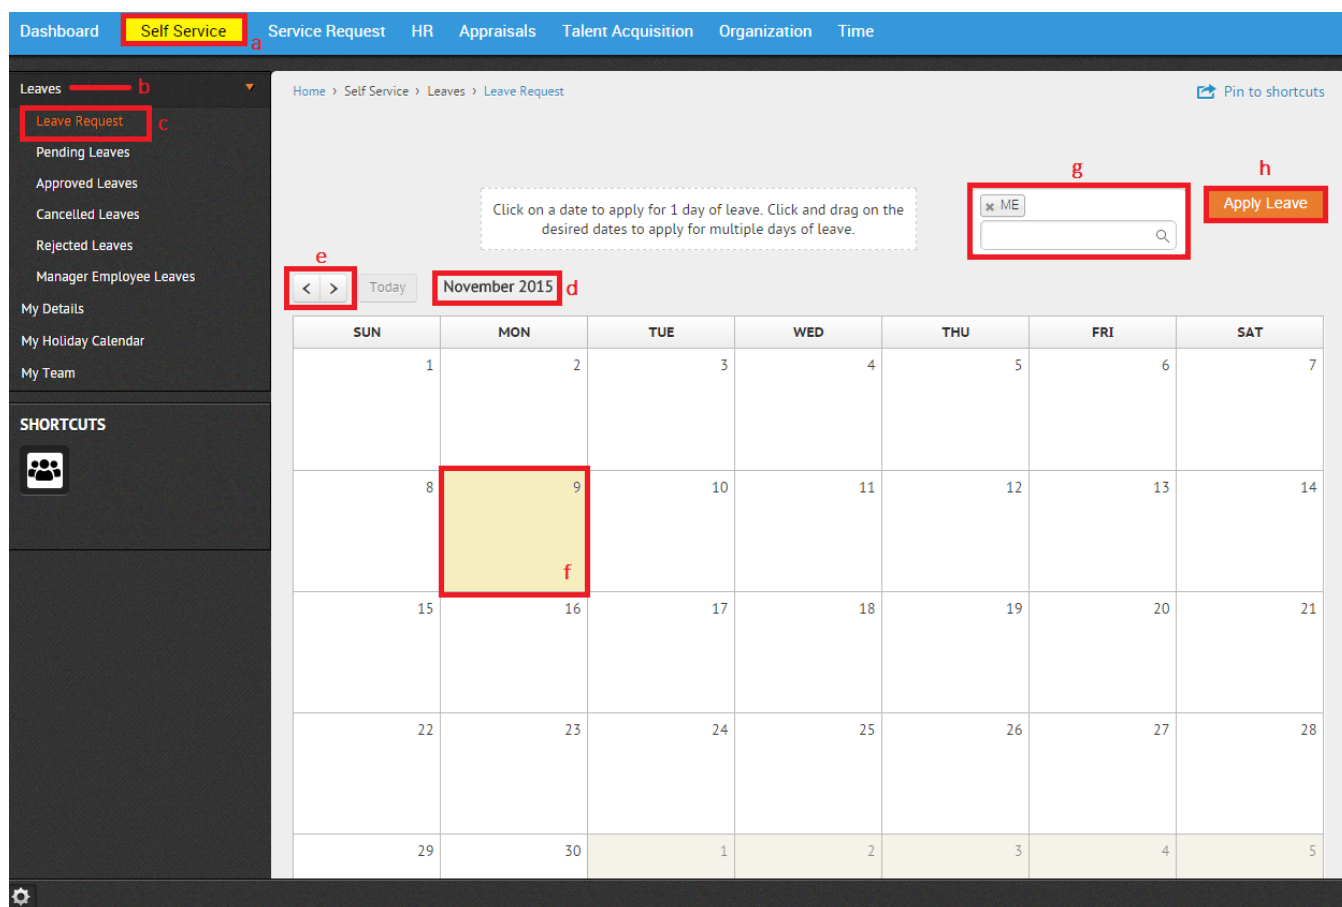 Dashboard Self Service a Service Request HR Appraisals Talent Acquisition Organization Time
Leaves b
Leave Request c
Pending Leaves
Approved Leaves
Cancelled Leaves
Rejected Leaves
Manager Employee Leaves
My Details
My Holiday Calendar
My Team
SHORTCUTS
Home › Self Service › Leaves › Leave Request
Pin to shortcuts
g h
Click on a date to apply for 1 day of leave. Click and drag on the
desired dates to apply for multiple days of leave.
× ME
Apply Leave
e
< > Today November 2015 d
SUN MON TUE WED THU FRI SAT
1 2 3 4 5 6 7
8 9 10 11 12 13 14
f
15 16 17 18 19 20 21
22 23 24 25 26 27 28
29 30 1 2 3 4 5